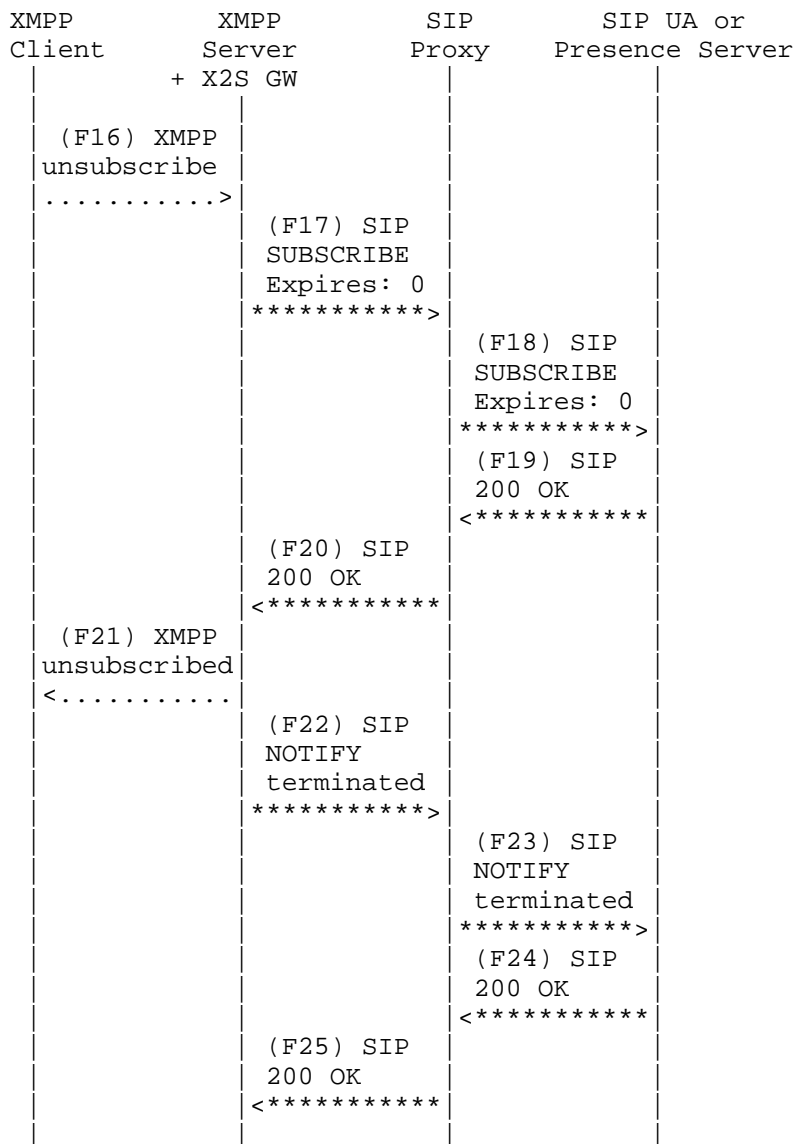 XMPP XMPP SIP SIP UA or
Client Server Proxy Presence Server
+ X2S GW
(F16) XMPP
unsubscribe
...........>
(F17) SIP
SUBSCRIBE
Expires: 0
***********>
(F18) SIP
SUBSCRIBE
Expires: 0
***********>
(F19) SIP
200 OK
<***********
(F20) SIP
200 OK
<***********
(F21) XMPP
unsubscribed
<...........
(F22) SIP
NOTIFY
terminated
***********>
(F23) SIP
NOTIFY
terminated
***********>
(F24) SIP
200 OK
<***********
(F25) SIP
200 OK
<***********